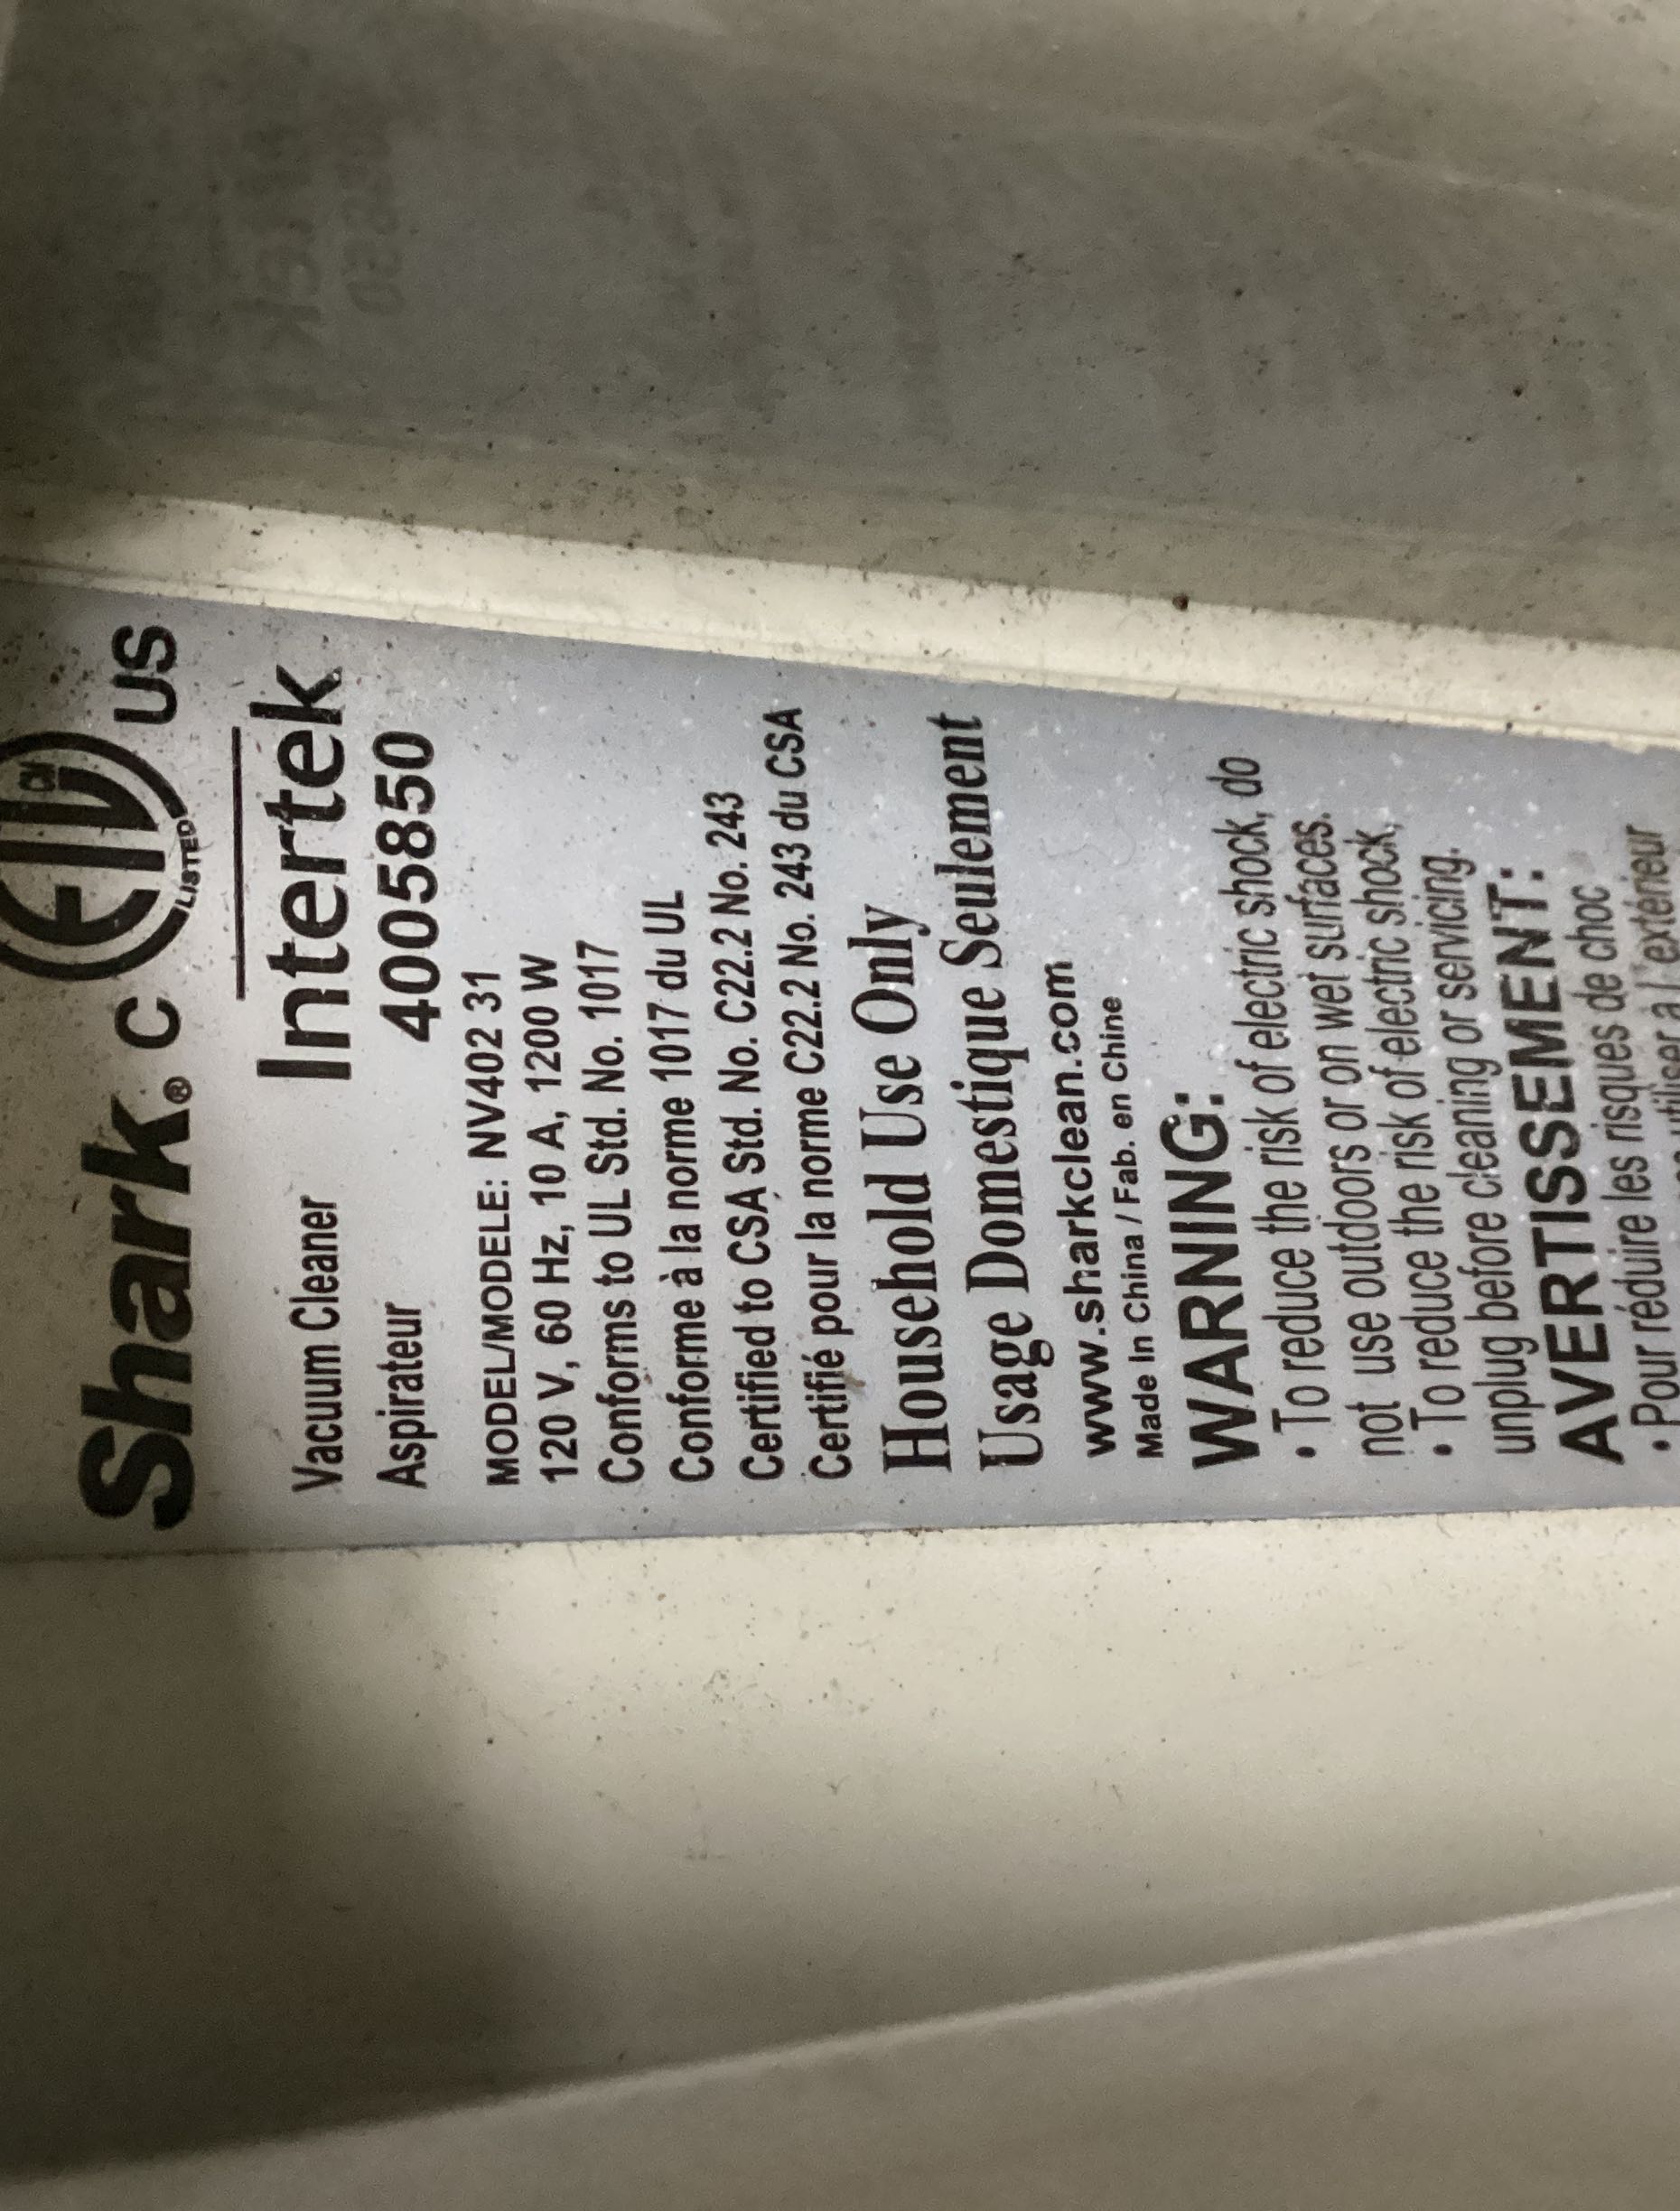 Shark® C US
LISTED
CM
Intertek
4005850
Vacuum Cleaner
Aspirateur
MODEL/MODELE: NV402 31
120 V, 60 Hz, 10 A, 1200 W
Conforms to UL Std. No. 1017
Conforme à la norme 1017 du UL
Certified to CSA Std. No. C22.2 No. 243
Certifié pour la norme C22.2 No. 243 du CSA
Household Use Only
Usage Domestique Seulement
www.sharkclean.com
Made In China / Fab. en Chine
WARNING:
• To reduce the risk of electric shock, do
not use outdoors or on wet surfaces.
• To reduce the risk of electric shock,
unplug before cleaning or servicing.
AVERTISSEMENT:
• Pour réduire les risques de choc
utiliser à l'extérieur